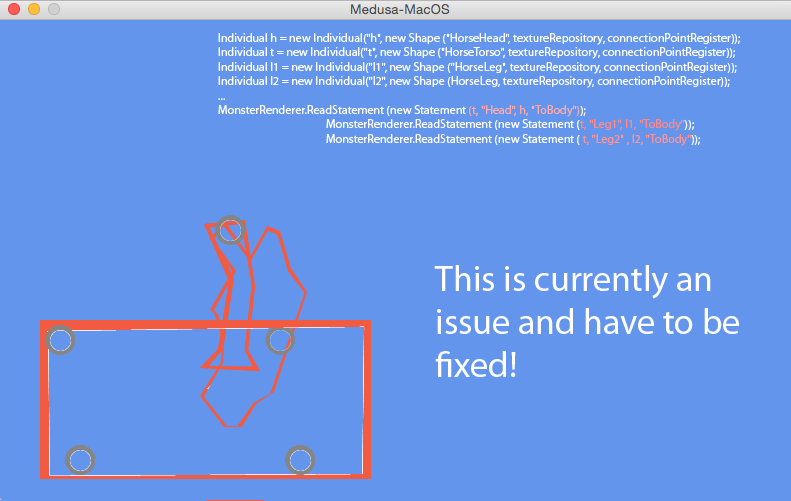 Medusa-MacOS
Individual h = new Individual("h", new Shape ("HorseHead", textureRepository, connectionPointRegister));
Individual t = new Individual("t", new Shape ("HorseTorso", textureRepository, connectionPointRegister));
Individual l1 = new Individual("l1", new Shape ("HorseLeg", textureRepository, connectionPointRegister));
Individual l2 = new Individual("l2", new Shape (HorseLeg, textureRepository, connectionPointRegister));
...
MonsterRenderer.ReadStatement (new Statement (t, "Head", h, "ToBody"));
MonsterRenderer.ReadStatement (new Statement (t, "Leg1", l1, "ToBody"));
MonsterRenderer.ReadStatement (new Statement ( t, "Leg2" , l2, "ToBody"));
This is currently an
issue and have to be
fixed!